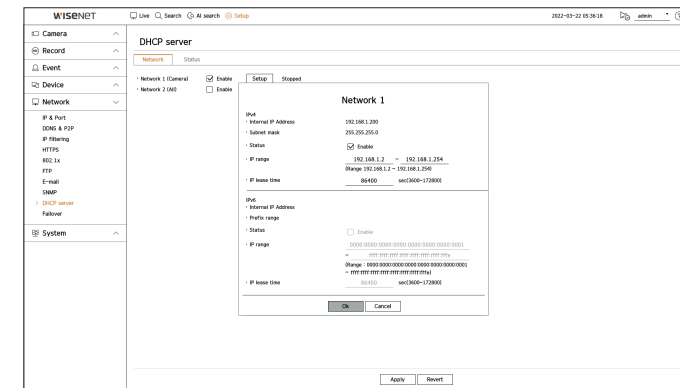 WISENET
Live Search AI search Setup
2022-03-22 05:36:18 admin
Camera
Record
Event
Device
Network
IP & Port
DDNS & P2P
IP filtering
HTTPS
802.1x
FTP
E-mail
SNMP
DHCP server
Failover
System
DHCP server
Network Status
Network 1 (Camera) Enable Setup Stopped
Network 2 (All) Enable
Network 1
IPv4
Internal IP Address 192.168.1.200
Subnet mask 255.255.255.0
Status Enable
IP range 192.168.1.2 ~ 192.168.1.254
(Range 192.168.1.2 ~ 192.168.1.254)
IP lease time 86400 sec(3600~172800)
IPv6
Internal IP Address
Prefix range
Status Enable
IP range 0000:0000:0000:0000:0000:0000:0000:0001
~ ffff:ffff:ffff:ffff:ffff:ffff:ffff:fffe
(Range : 0000:0000:0000:0000:0000:0000:0000:0001
~ ffff:ffff:ffff:ffff:ffff:ffff:ffff:fffe)
IP lease time 86400 sec(3600~172800)
Ok Cancel
Apply Revert